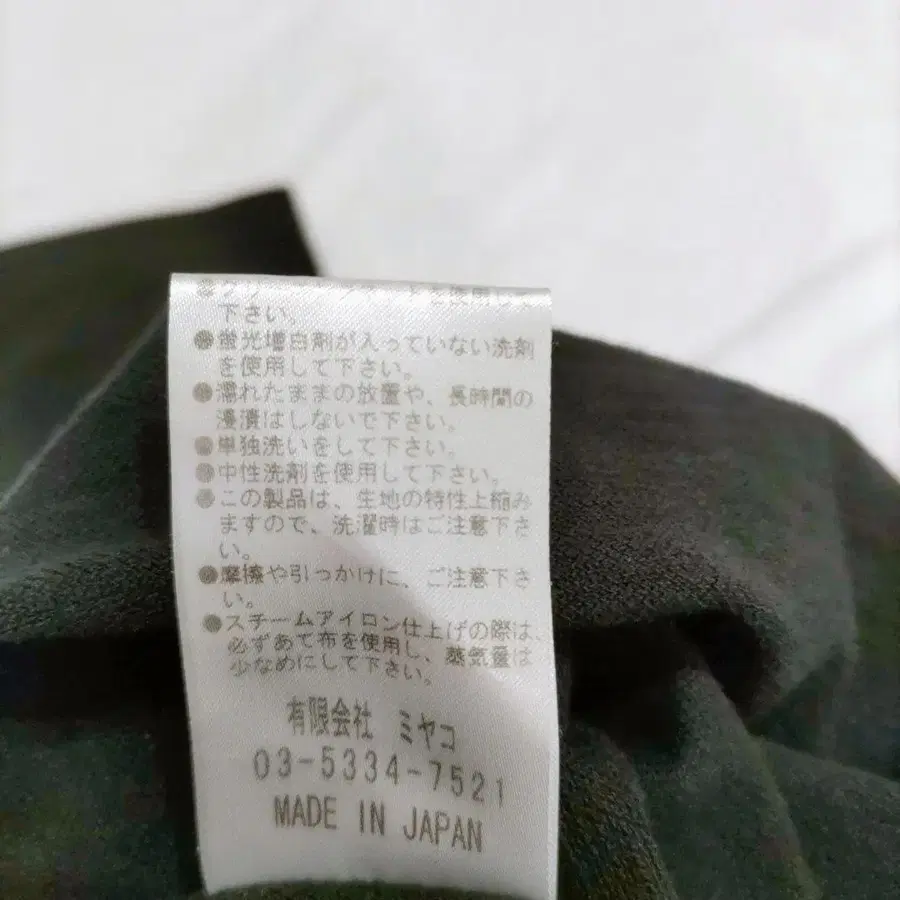 を使用して
下さい。
●蛍光増白剤が入っていない洗剤
を使用して下さい。
●濡れたままの放置や、長時間の
浸漬はしないで下さい。
●単独洗いをして下さい。
●中性洗剤を使用して下さい。
●この製品は、生地の特性上縮み
ますので、洗濯時はご注意下さ
い。
●摩擦や引っかけに、ご注意下さ
い。
●スチームアイロン仕上げの際は、
必ずあて布を使用し、蒸気量は
少なめにして下さい。
有限会社 ミヤコ
03-5334-7521
MADE IN JAPAN